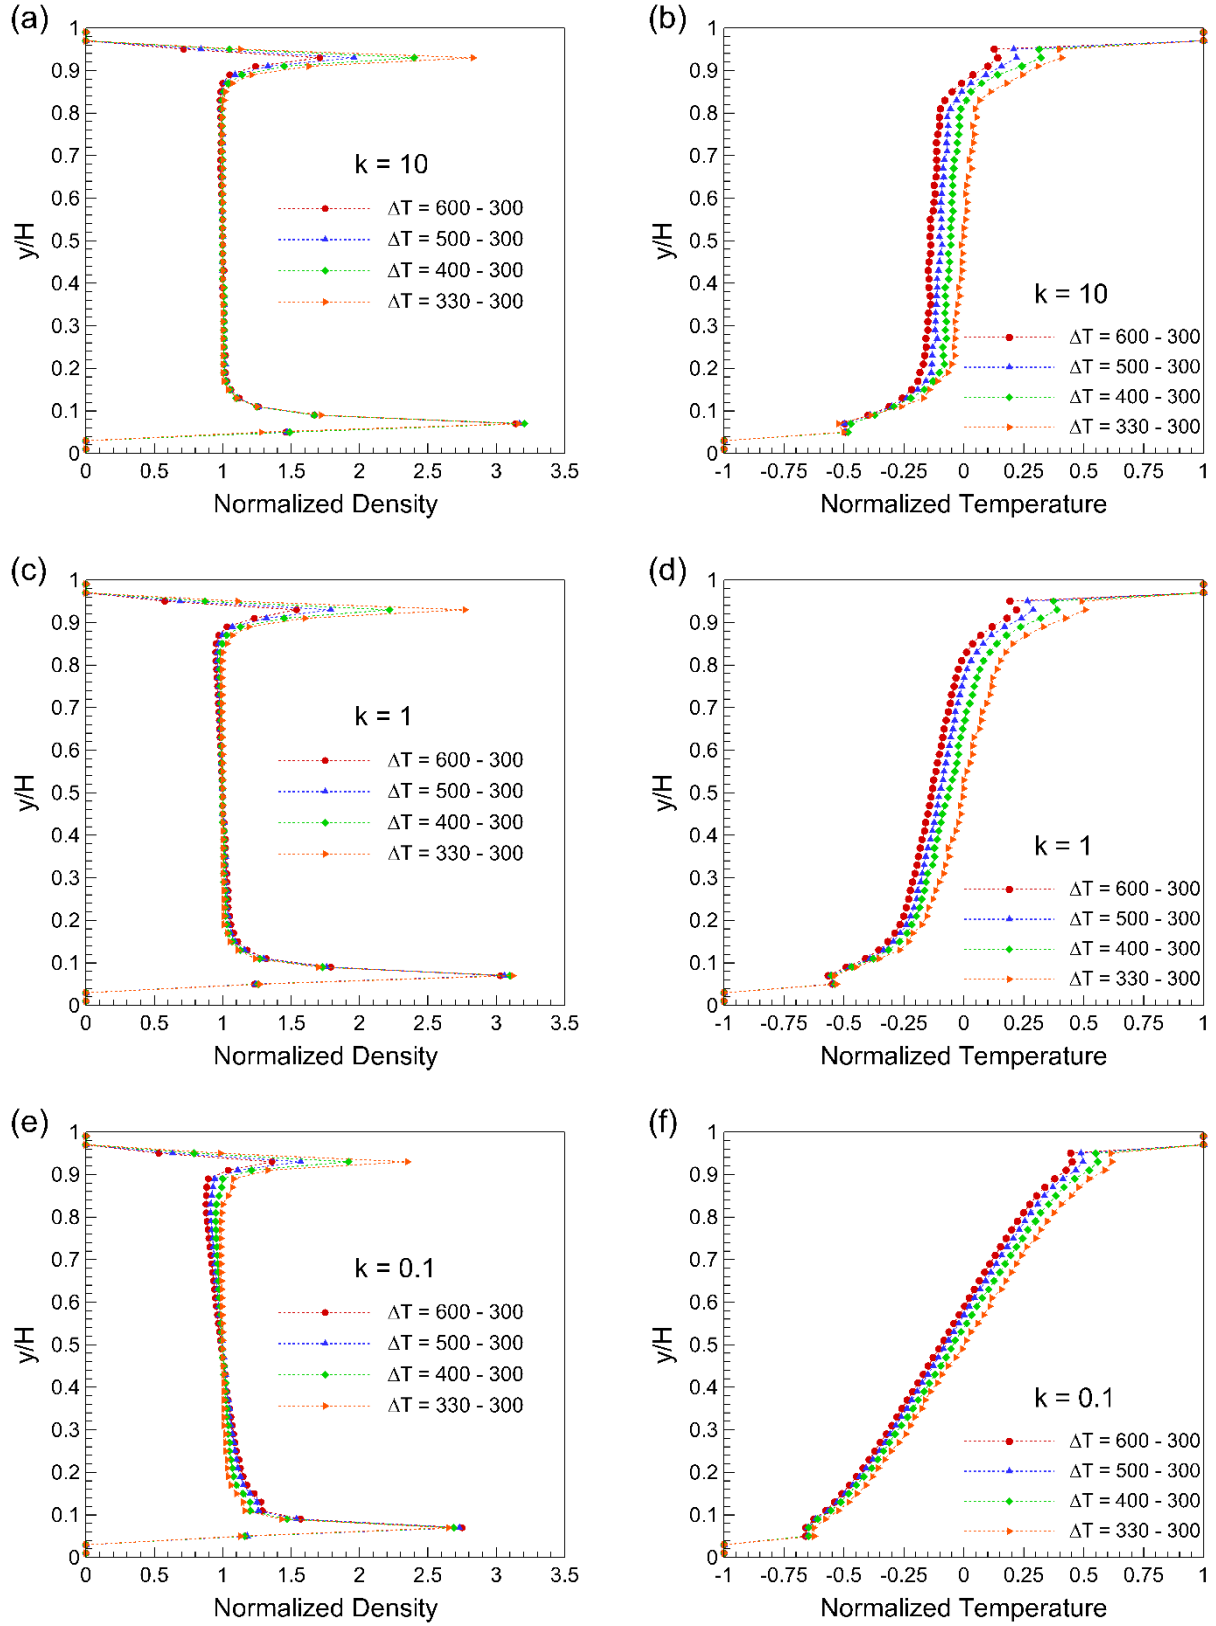 (a)
1
0.9
0.8
0.7
0.6
0.5
0.4
0.3
0.2
0.1
0
y/H
k = 10
ΔT = 600 - 300
ΔT = 500 - 300
ΔT = 400 - 300
ΔT = 330 - 300
0 0.5 1 1.5 2 2.5 3 3.5
Normalized Density
(b)
1
0.9
0.8
0.7
0.6
0.5
0.4
0.3
0.2
0.1
0
y/H
k = 10
ΔT = 600 - 300
ΔT = 500 - 300
ΔT = 400 - 300
ΔT = 330 - 300
-1 -0.75 -0.5 -0.25 0 0.25 0.5 0.75 1
Normalized Temperature
(c)
1
0.9
0.8
0.7
0.6
0.5
0.4
0.3
0.2
0.1
0
y/H
k = 1
ΔT = 600 - 300
ΔT = 500 - 300
ΔT = 400 - 300
ΔT = 330 - 300
0 0.5 1 1.5 2 2.5 3 3.5
Normalized Density
(d)
1
0.9
0.8
0.7
0.6
0.5
0.4
0.3
0.2
0.1
0
y/H
k = 1
ΔT = 600 - 300
ΔT = 500 - 300
ΔT = 400 - 300
ΔT = 330 - 300
-1 -0.75 -0.5 -0.25 0 0.25 0.5 0.75 1
Normalized Temperature
(e)
1
0.9
0.8
0.7
0.6
0.5
0.4
0.3
0.2
0.1
0
y/H
k = 0.1
ΔT = 600 - 300
ΔT = 500 - 300
ΔT = 400 - 300
ΔT = 330 - 300
0 0.5 1 1.5 2 2.5 3 3.5
Normalized Density
(f)
1
0.9
0.8
0.7
0.6
0.5
0.4
0.3
0.2
0.1
0
y/H
k = 0.1
ΔT = 600 - 300
ΔT = 500 - 300
ΔT = 400 - 300
ΔT = 330 - 300
-1 -0.75 -0.5 -0.25 0 0.25 0.5 0.75 1
Normalized Temperature